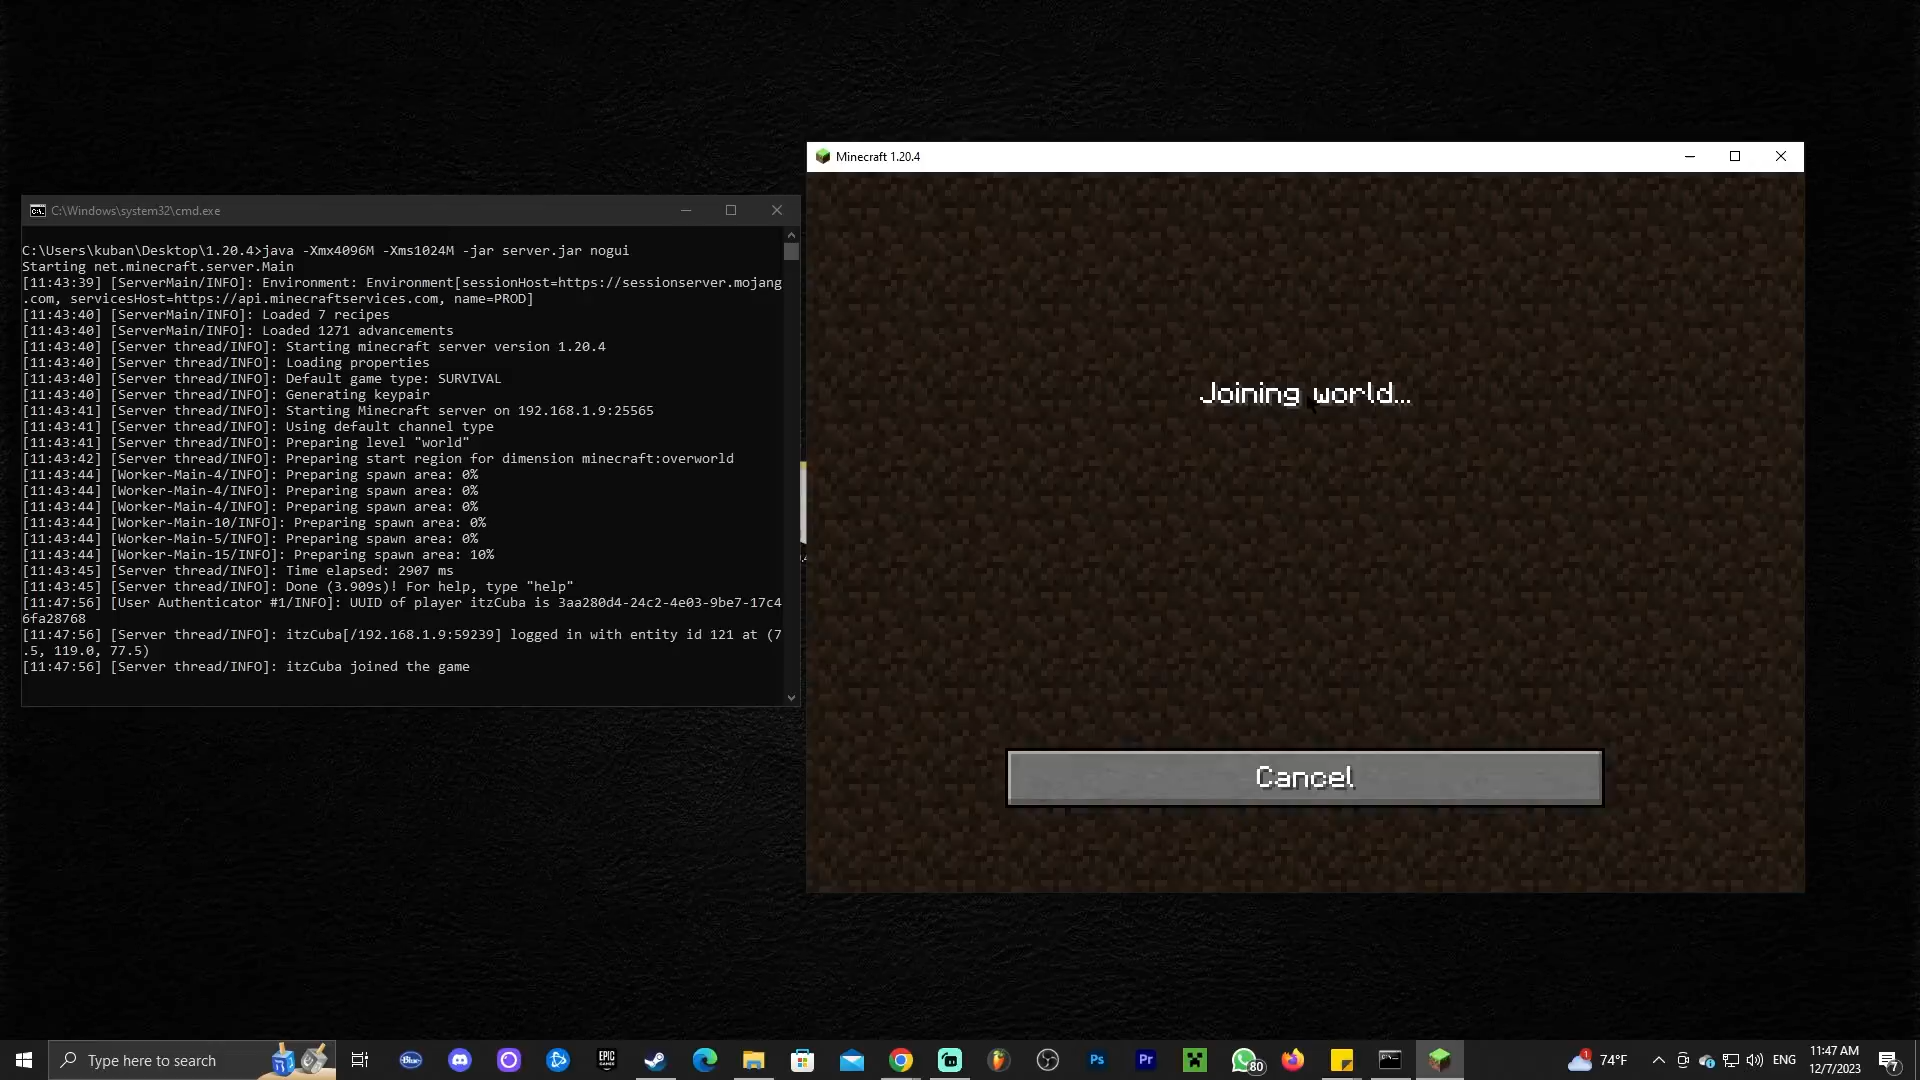 Minecraft 1.20.4
C:\Windows\system32\cmd.exe
C:\Users\kuban\Desktop\1.20.4>java -Xmx4096M -Xms1024M -jar server.jar nogui
Starting net.minecraft.server.Main
[11:43:39] [ServerMain/INFO]: Environment: Environment[sessionHost=https://sessionserver.mojang
.com, servicesHost=https://api.minecraftservices.com, name=PROD]
[11:43:40] [ServerMain/INFO]: Loaded 7 recipes
[11:43:40] [ServerMain/INFO]: Loaded 1271 advancements
[11:43:40] [Server thread/INFO]: Starting minecraft server version 1.20.4
[11:43:40] [Server thread/INFO]: Loading properties
[11:43:40] [Server thread/INFO]: Default game type: SURVIVAL
[11:43:40] [Server thread/INFO]: Generating keypair
[11:43:41] [Server thread/INFO]: Starting Minecraft server on 192.168.1.9:25565
[11:43:41] [Server thread/INFO]: Using default channel type
[11:43:41] [Server thread/INFO]: Preparing level "world"
[11:43:42] [Server thread/INFO]: Preparing start region for dimension minecraft:overworld
[11:43:44] [Worker-Main-4/INFO]: Preparing spawn area: 0%
[11:43:44] [Worker-Main-4/INFO]: Preparing spawn area: 0%
[11:43:44] [Worker-Main-4/INFO]: Preparing spawn area: 0%
[11:43:44] [Worker-Main-10/INFO]: Preparing spawn area: 0%
[11:43:44] [Worker-Main-5/INFO]: Preparing spawn area: 0%
[11:43:44] [Worker-Main-15/INFO]: Preparing spawn area: 10%
[11:43:45] [Server thread/INFO]: Time elapsed: 2907 ms
[11:43:45] [Server thread/INFO]: Done (3.909s)! For help, type "help"
[11:47:56] [User Authenticator #1/INFO]: UUID of player itzCuba is 3aa280d4-24c2-4e03-9be7-17c4
6fa28768
[11:47:56] [Server thread/INFO]: itzCuba[/192.168.1.9:59239] logged in with entity id 121 at (7
.5, 119.0, 77.5)
[11:47:56] [Server thread/INFO]: itzCuba joined the game
Joining world...
Cancel
Type here to search
Blue
EPIC
GAMES
Ps
Pr
80
1
74°F
ENG
11:47 AM
12/7/2023
7